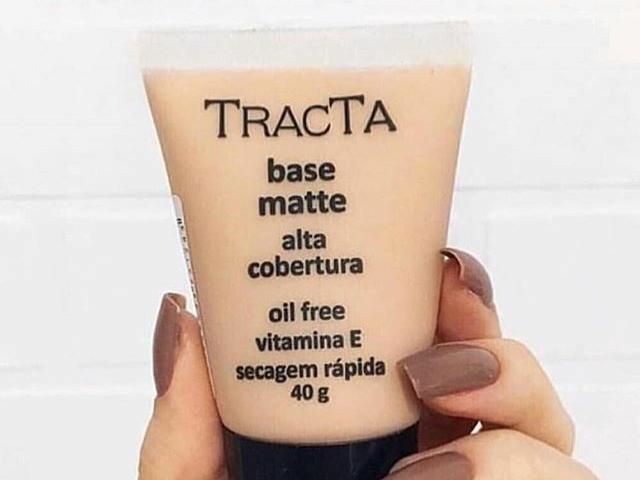 TRACTA
base
matte
alta
cobertura
oil free
vitamina E
secagem rápida
40 g